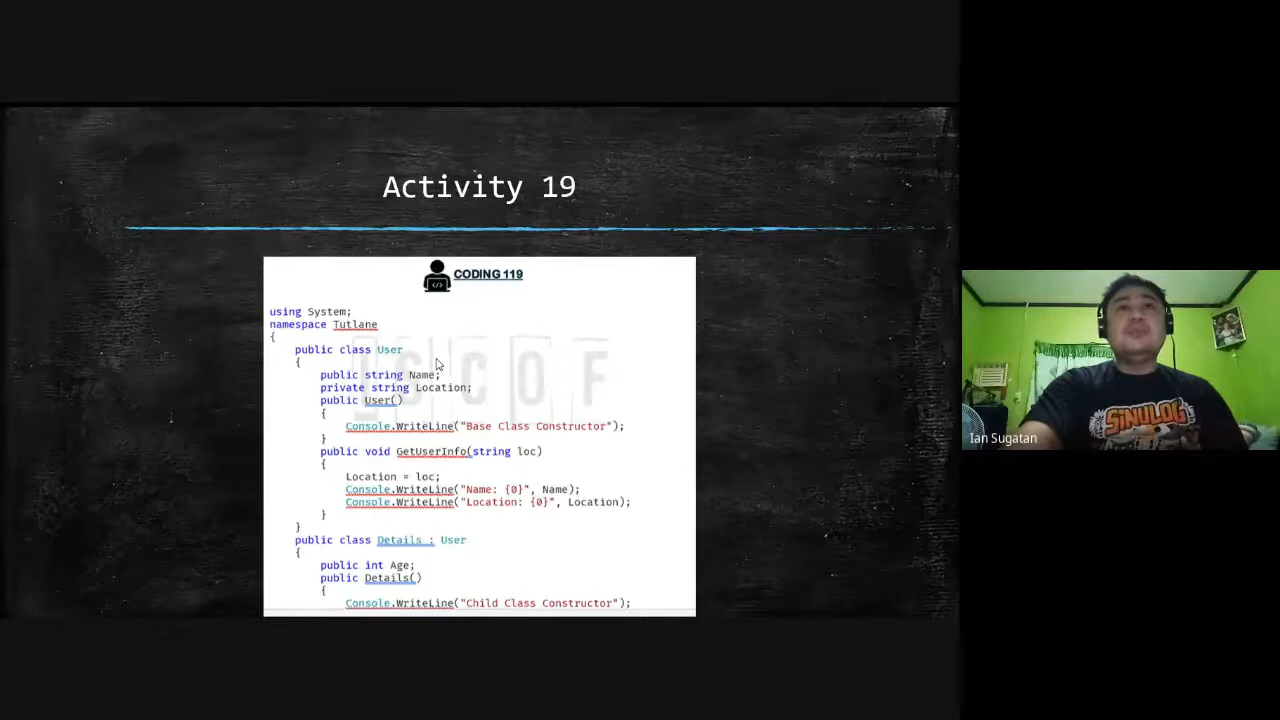 Activity 19
CODING 119
using System;
namespace Tutlane
{
public class User
{
public string Name;
private string Location;
public User()
{
Console.WriteLine("Base Class Constructor");
}
public void GetUserInfo(string loc)
{
Location = loc;
Console.WriteLine("Name: {0}", Name);
Console.WriteLine("Location: {0}", Location);
}
}
public class Details : User
{
public int Age;
public Details()
{
Console.WriteLine("Child Class Constructor");
SINULOG
Ian Sugatan